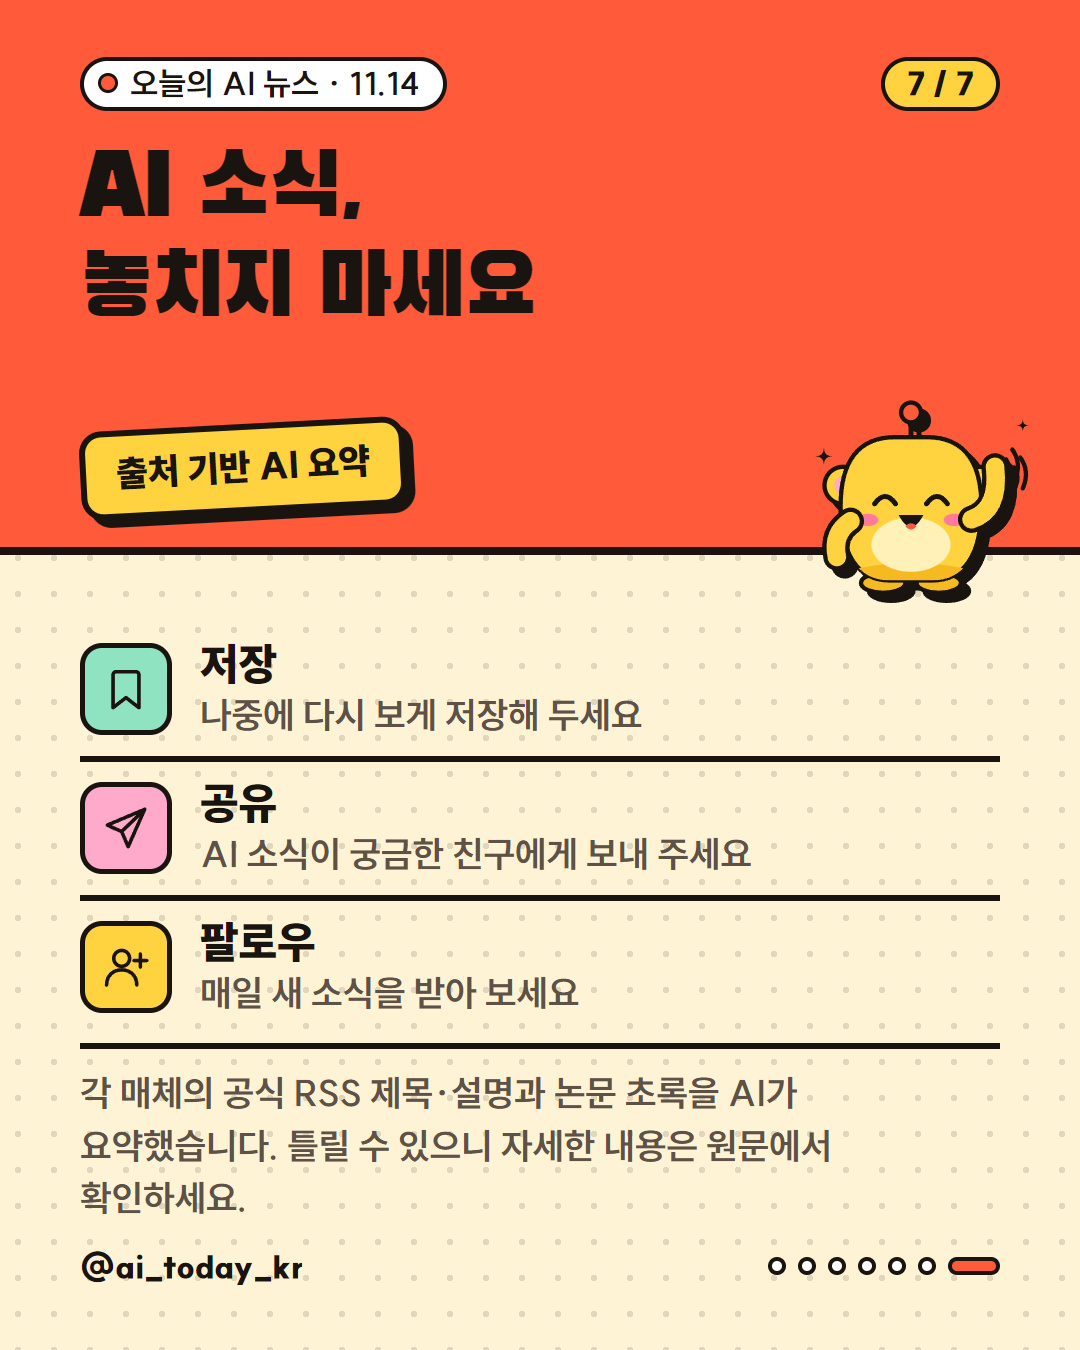 오늘의 AI 뉴스 · 11.14
7 / 7
AI 소식,
놓치지 마세요
출처 기반 AI 요약
저장
나중에 다시 보게 저장해 두세요
공유
AI 소식이 궁금한 친구에게 보내 주세요
팔로우
매일 새 소식을 받아 보세요
각 매체의 공식 RSS 제목·설명과 논문 초록을 AI가
요약했습니다. 틀릴 수 있으니 자세한 내용은 원문에서
확인하세요.
@ai_today_kr